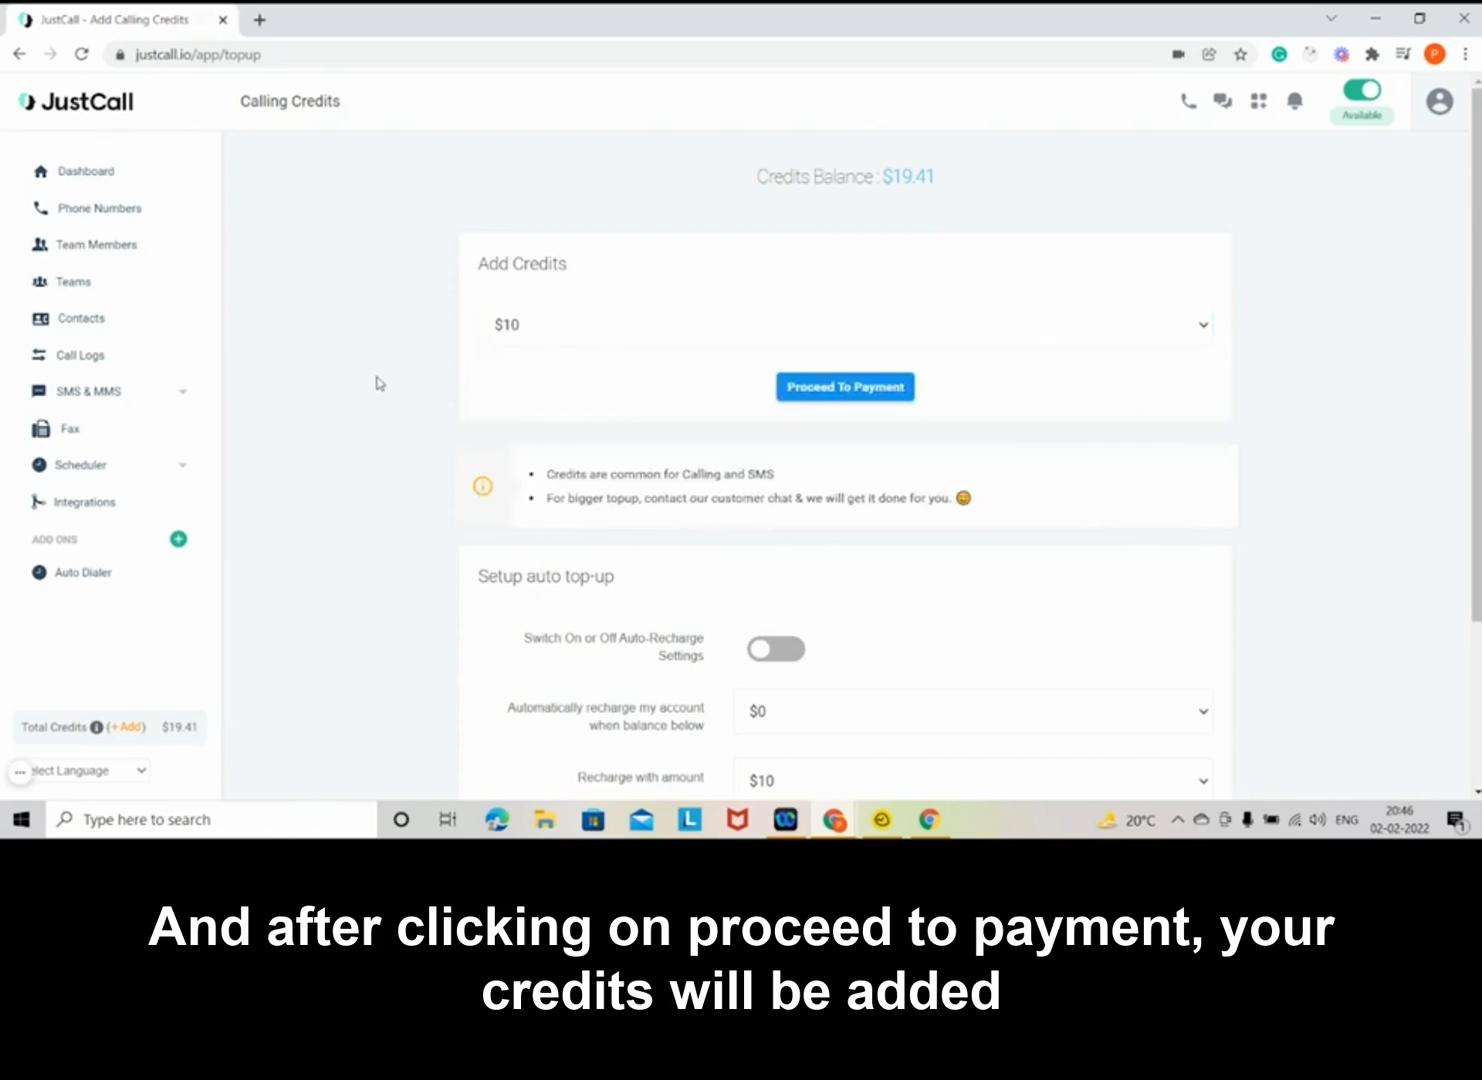 JustCall - Add Calling Credits
justcall.io/app/topup
P
JustCall
Calling Credits
Available
Dashboard
Phone Numbers
Team Members
Teams
Contacts
Call Logs
SMS & MMS
Fax
Scheduler
Integrations
ADD ONS
Auto Dialer
Total Credits (+Add) $19.41
elect Language
Credits Balance : $19.41
Add Credits
$10
Proceed To Payment
• Credits are common for Calling and SMS
• For bigger topup, contact our customer chat & we will get it done for you. 😀
Setup auto top-up
Switch On or Off Auto-Recharge
Settings
Automatically recharge my account
when balance below
$0
Recharge with amount
$10
Type here to search
L
20°C
ENG
20:46
02-02-2022
1
And after clicking on proceed to payment, your
credits will be added